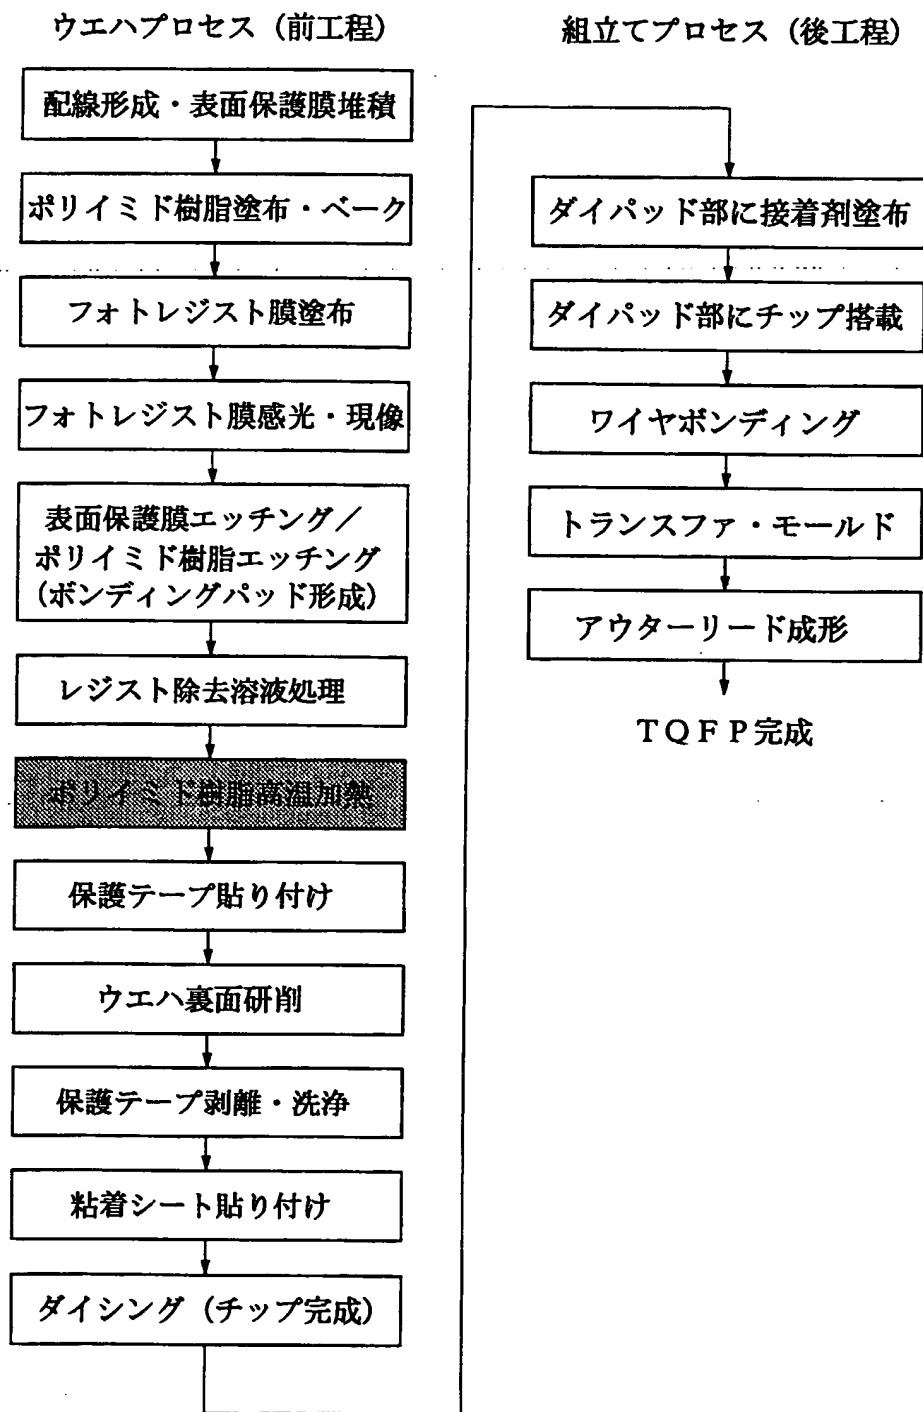 ウエハプロセス（前工程）
配線形成・表面保護膜堆積
ポリイミド樹脂塗布・ベーク
フォトレジスト膜塗布
フォトレジスト膜感光・現像
表面保護膜エッチング／
ポリイミド樹脂エッチング
（ボンディングパッド形成）
レジスト除去溶液処理
ポリイミド樹脂高温加熱
保護テープ貼り付け
ウエハ裏面研削
保護テープ剥離・洗浄
粘着シート貼り付け
ダイシング（チップ完成）
組立てプロセス（後工程）
ダイパッド部に接着剤塗布
ダイパッド部にチップ搭載
ワイヤボンディング
トランスファ・モールド
アウターリード成形
ＴＱＦＰ完成